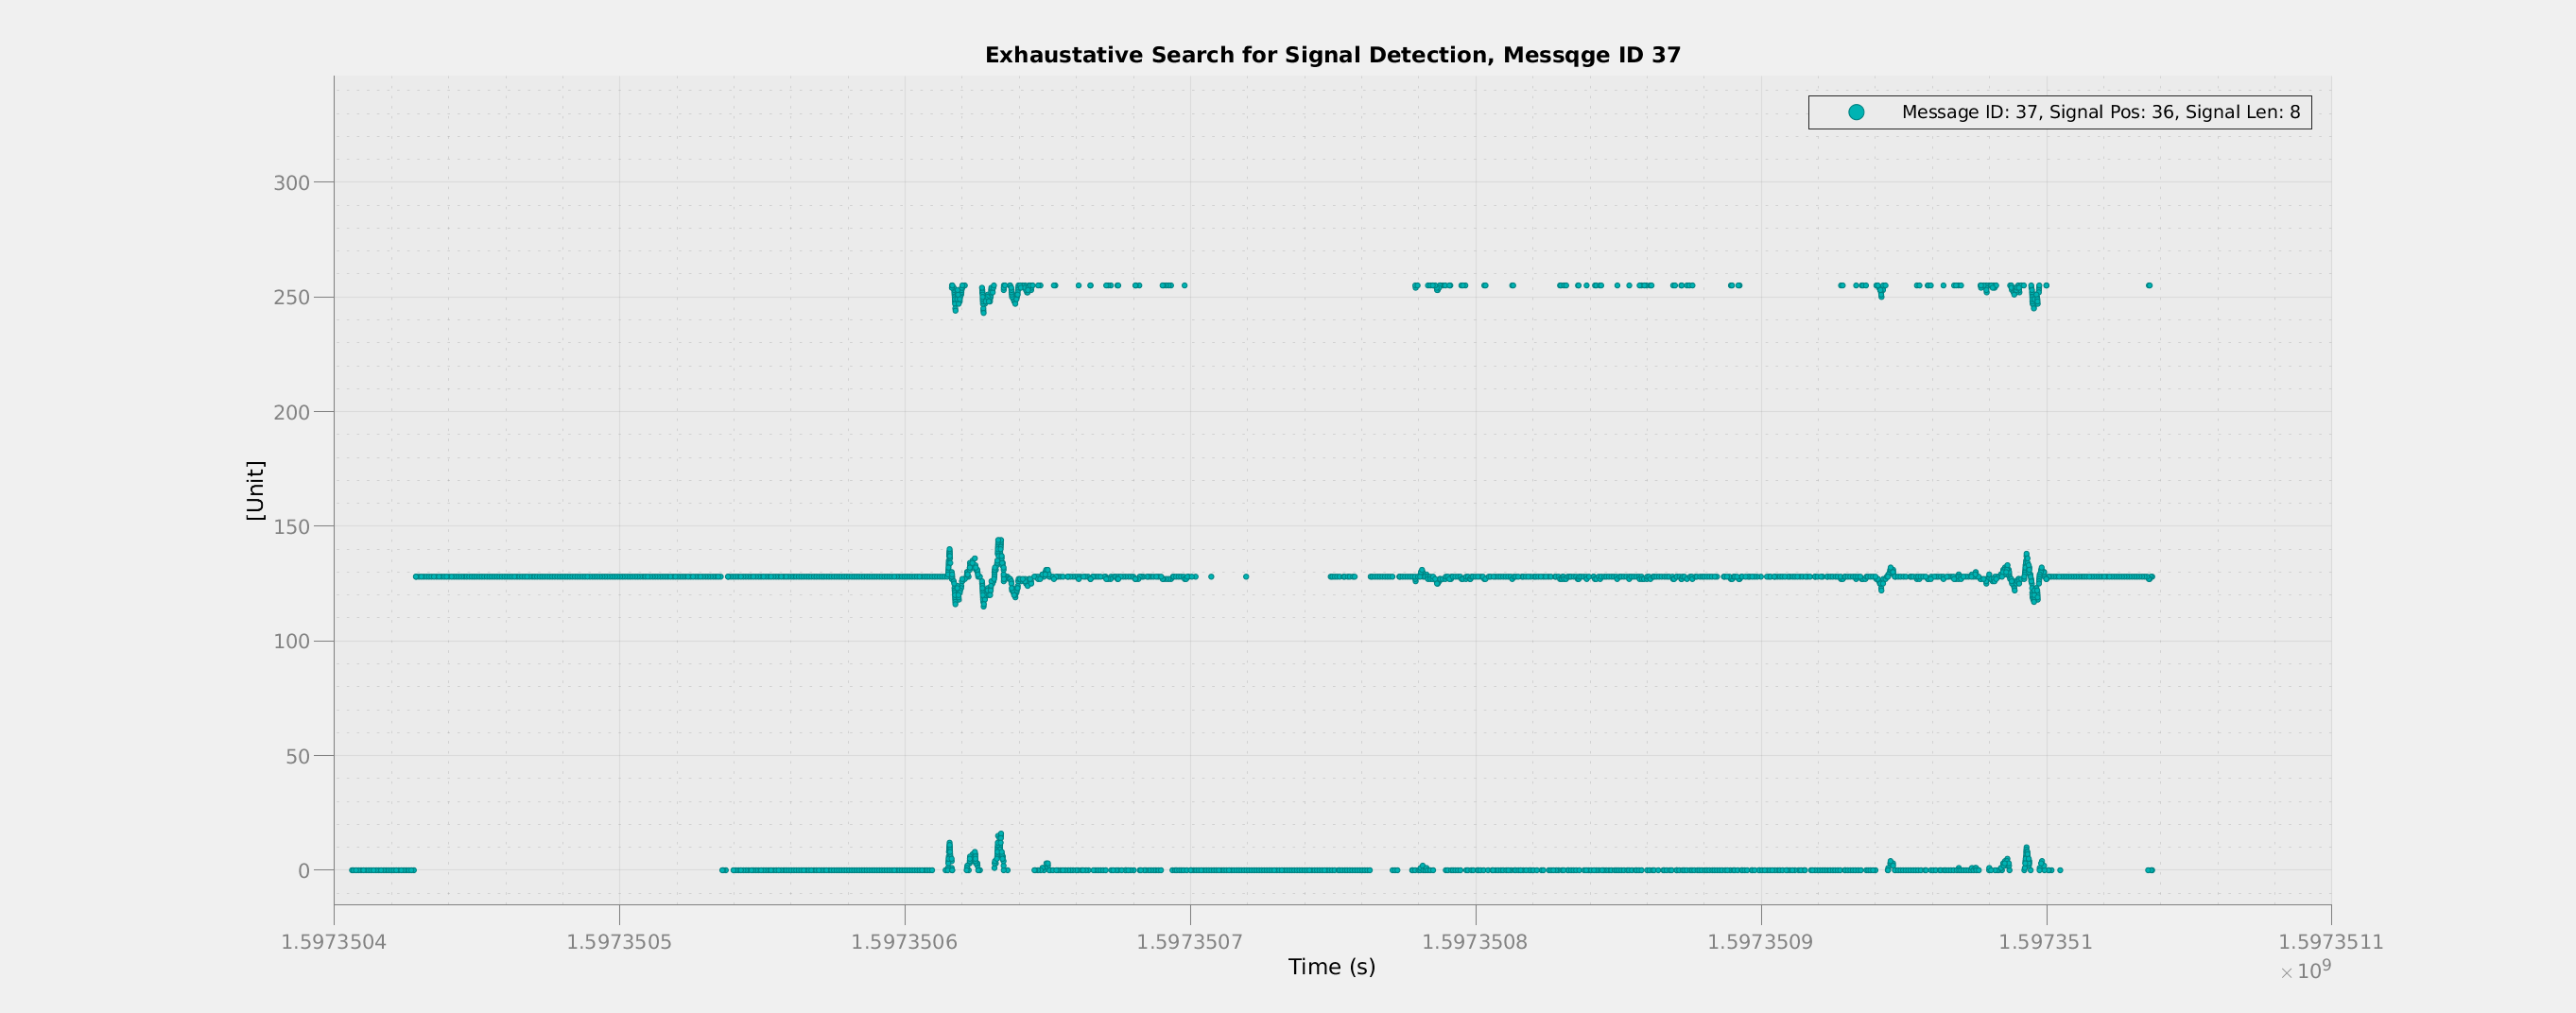 Exhaustative Search for Signal Detection, Messqge ID 37
Message ID: 37, Signal Pos: 36, Signal Len: 8
300
250
200
150
100
50
0
[Unit]
1.5973504 1.5973505 1.5973506 1.5973507 1.5973508 1.5973509 1.597351 1.5973511
Time (s)
× 10⁹